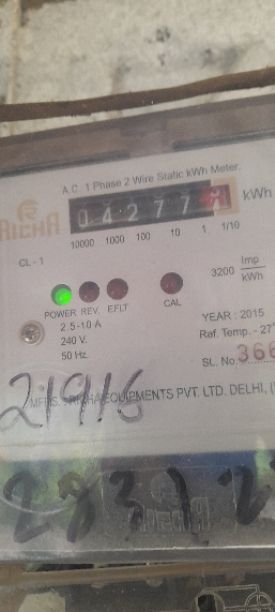 RICHA
A.C. 1 Phase 2 Wire Static kWh Meter.
04277 kWh
10000 1000 100 10 1 1/10
CL - 1
3200 Imp/kWh
POWER REV. EFLT CAL
2.5-10 A
240 V.
50 Hz.
YEAR : 2015
Ref. Temp. - 27
SL. No. 366
21916
MFRS. : RICHA EQUIPMENTS PVT. LTD. DELHI, (
2831
RICHA